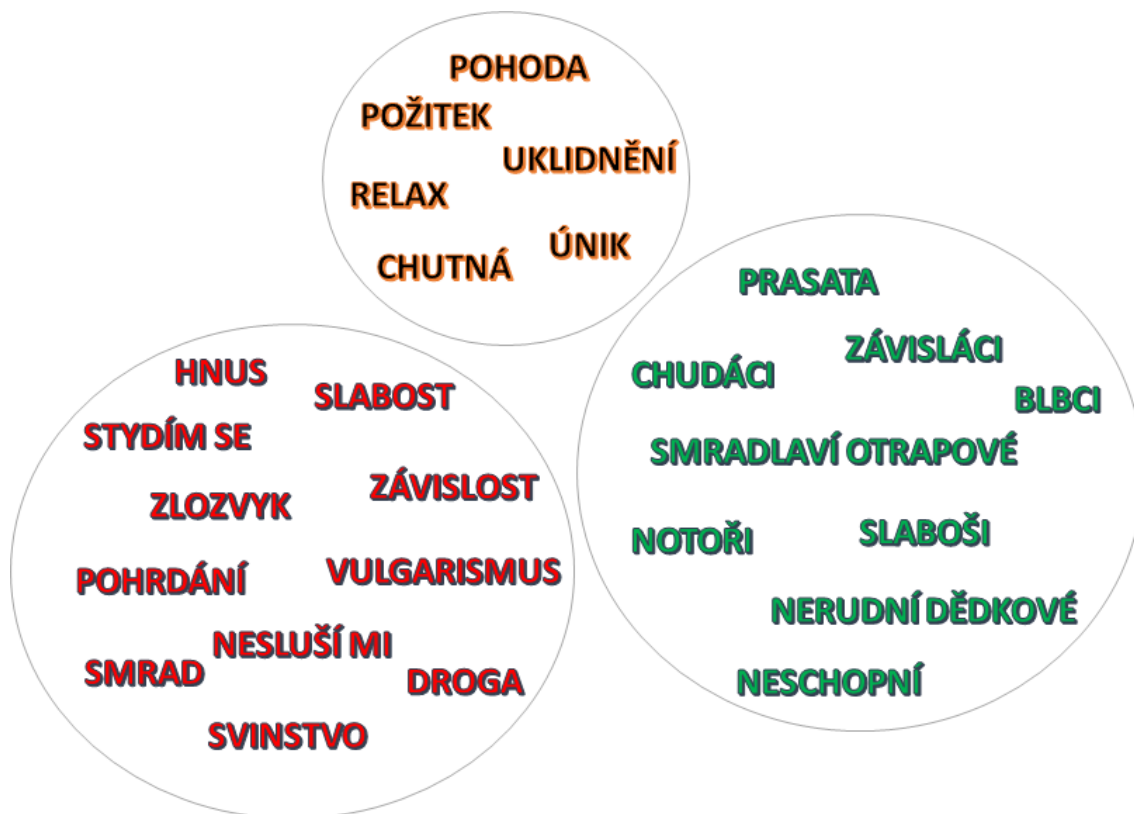 POHODA
POŽITEK
UKLIDNĚNÍ
RELAX
ÚNIK
CHUTNÁ
HNUS
SLABOST
STYDÍM SE
ZÁVISLOST
ZLOZVYK
VULGARISMUS
POHRDÁNÍ
NESLUŠÍ MI
SMRAD
DROGA
SVINSTVO
PRASATA
ZÁVISLÁCI
CHUDÁCI
BLBCI
SMRADLAVÍ OTRAPOVÉ
SLABOŠI
NOTOŘI
NERUDNÍ DĚDKOVÉ
NESCHOPNÍ